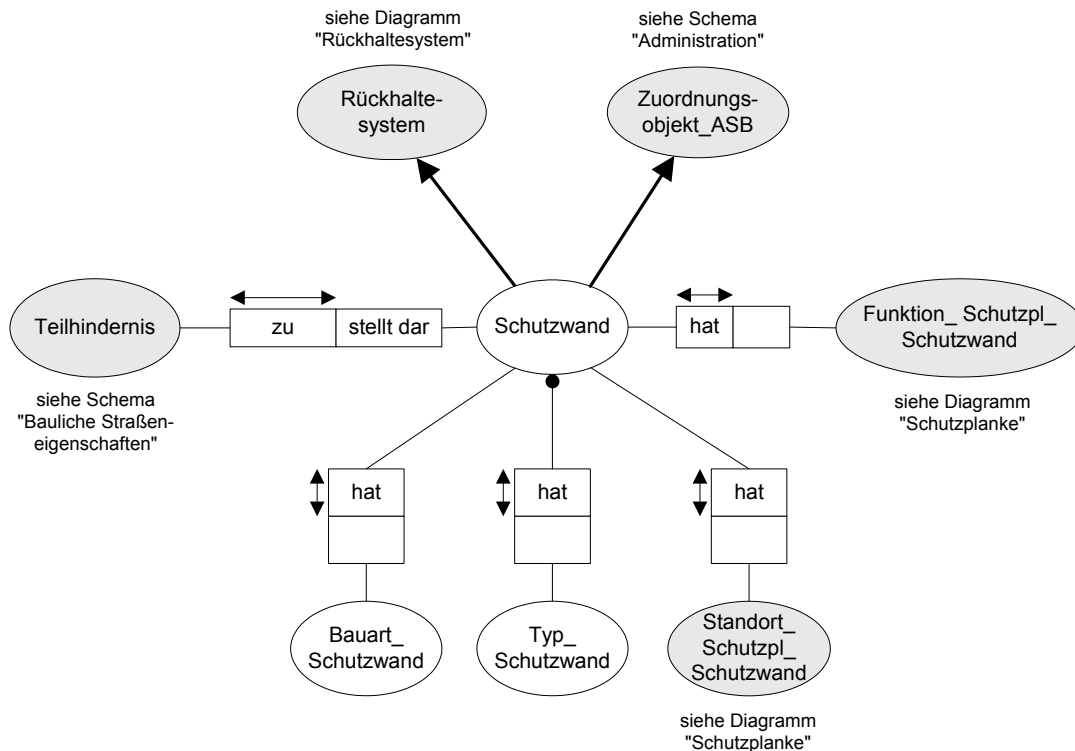 siehe Diagramm
"Rückhaltesystem"
siehe Schema
"Administration"
Rückhalte-
system
Zuordnungs-
objekt_ASB
Teilhindernis
zu
stellt dar
Schutzwand
hat
Funktion_ Schutzpl_
Schutzwand
siehe Schema
"Bauliche Straßen-
eigenschaften"
siehe Diagramm
"Schutzplanke"
hat
hat
hat
Bauart_
Schutzwand
Typ_
Schutzwand
Standort_
Schutzpl_
Schutzwand
siehe Diagramm
"Schutzplanke"